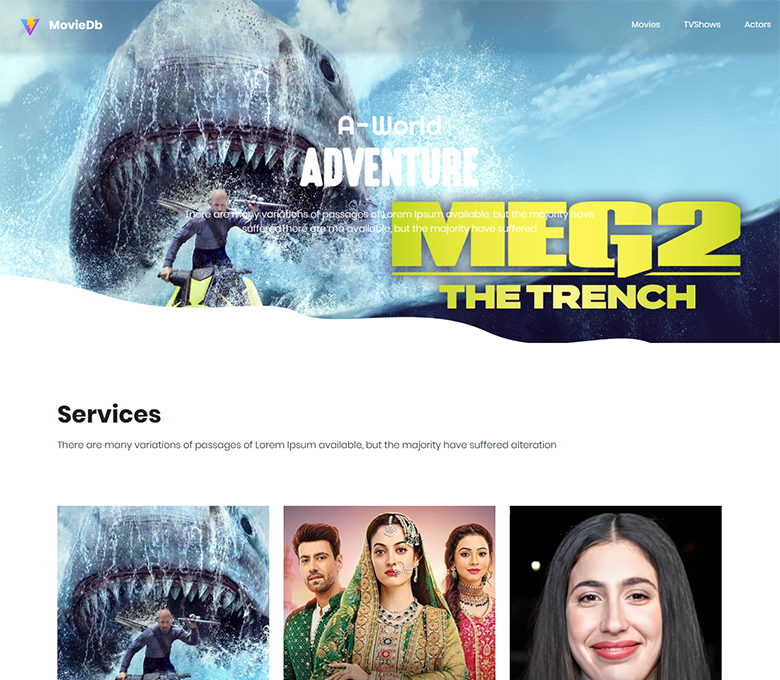 MovieDb
Movies TVShows Actors
A-World
ADVENTURE
There are many variations of passages of Lorem Ipsum available, but the majority have
suffered There are ma available, but the majority have suffered
MEG2
THE TRENCH
Services
There are many variations of passages of Lorem Ipsum available, but the majority have suffered alteration